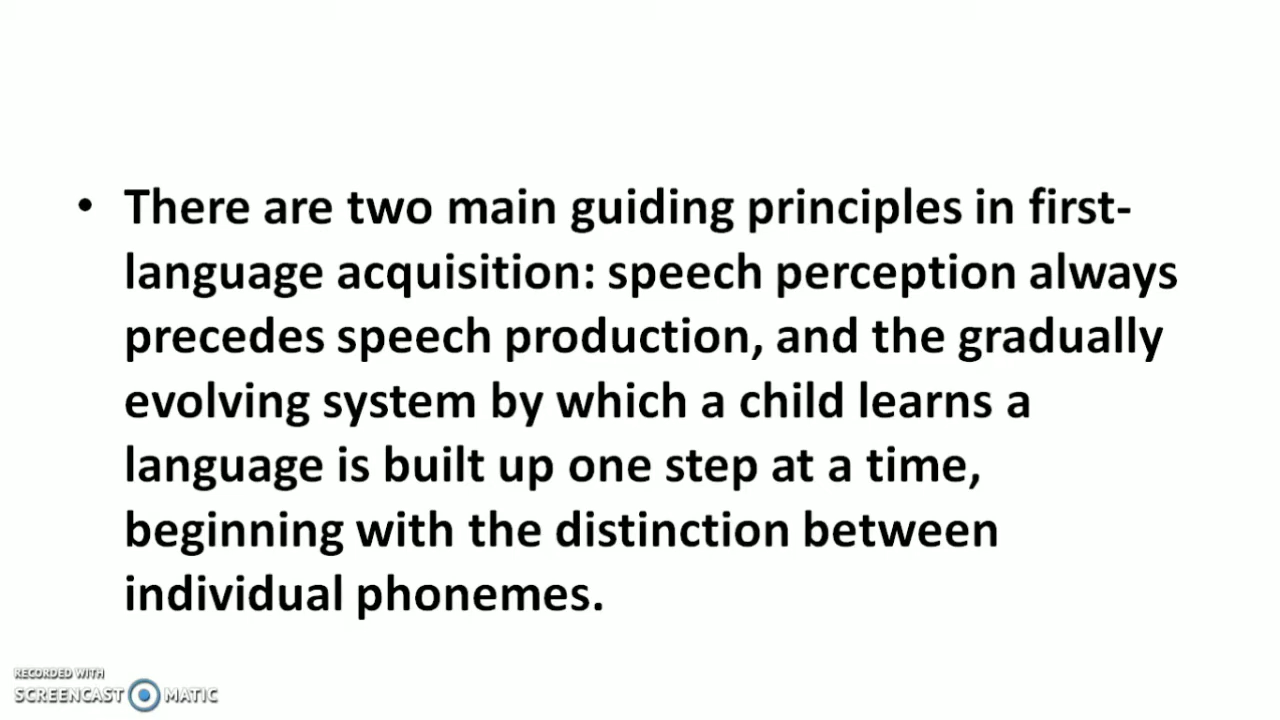 • There are two main guiding principles in first-
language acquisition: speech perception always
precedes speech production, and the gradually
evolving system by which a child learns a
language is built up one step at a time,
beginning with the distinction between
individual phonemes.
RECORDED WITH
SCREENCAST MATIC